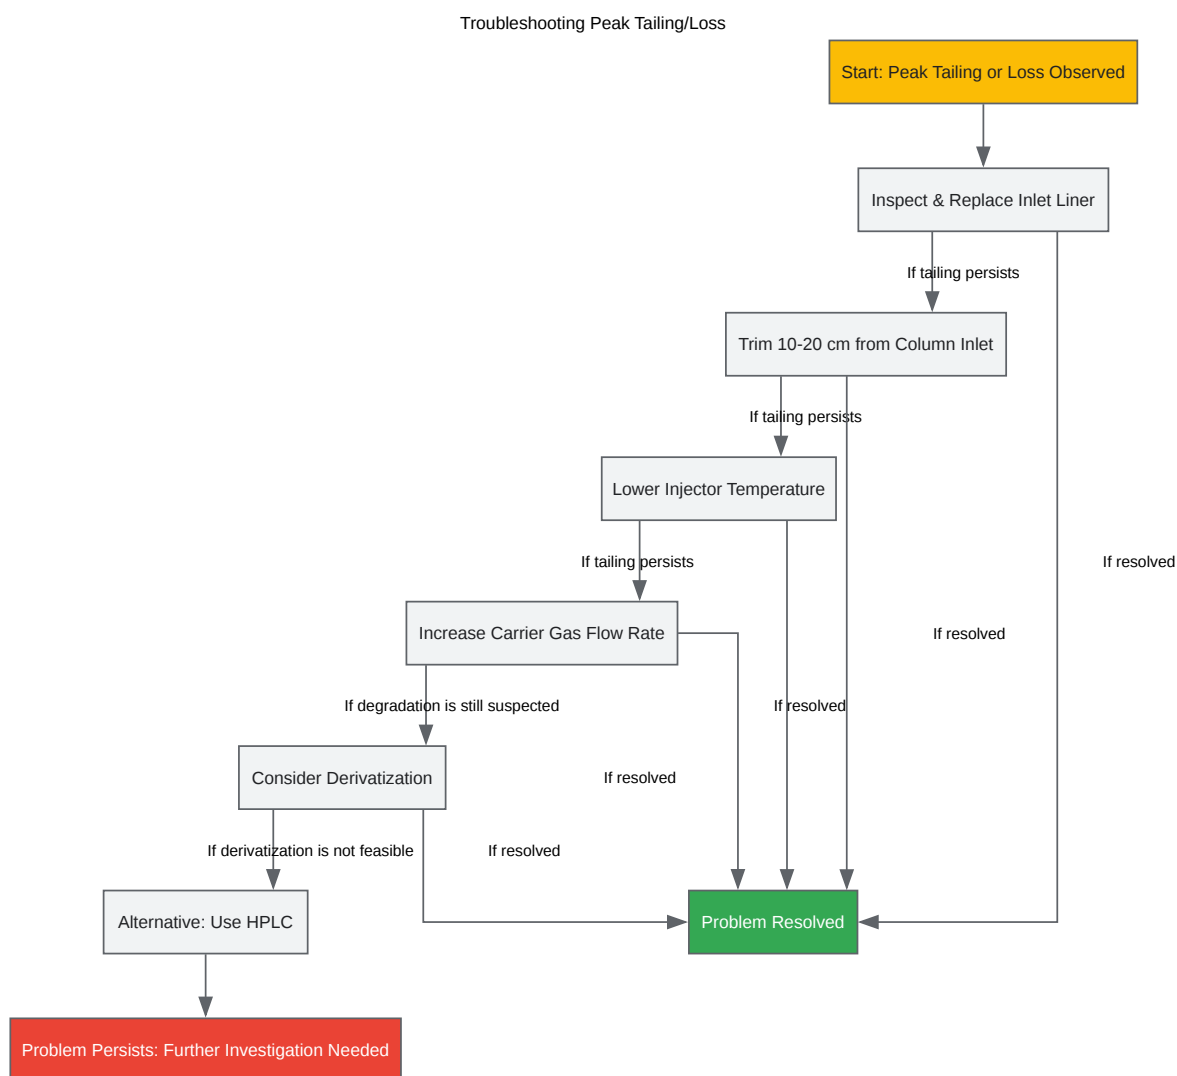 Troubleshooting Peak Tailing/Loss
Start: Peak Tailing or Loss Observed
Inspect & Replace Inlet Liner
If tailing persists
Trim 10-20 cm from Column Inlet
If tailing persists
Lower Injector Temperature
If tailing persists
If resolved
Increase Carrier Gas Flow Rate
If resolved
If degradation is still suspected
If resolved
Consider Derivatization
If resolved
If derivatization is not feasible
If resolved
Alternative: Use HPLC
Problem Resolved
Problem Persists: Further Investigation Needed